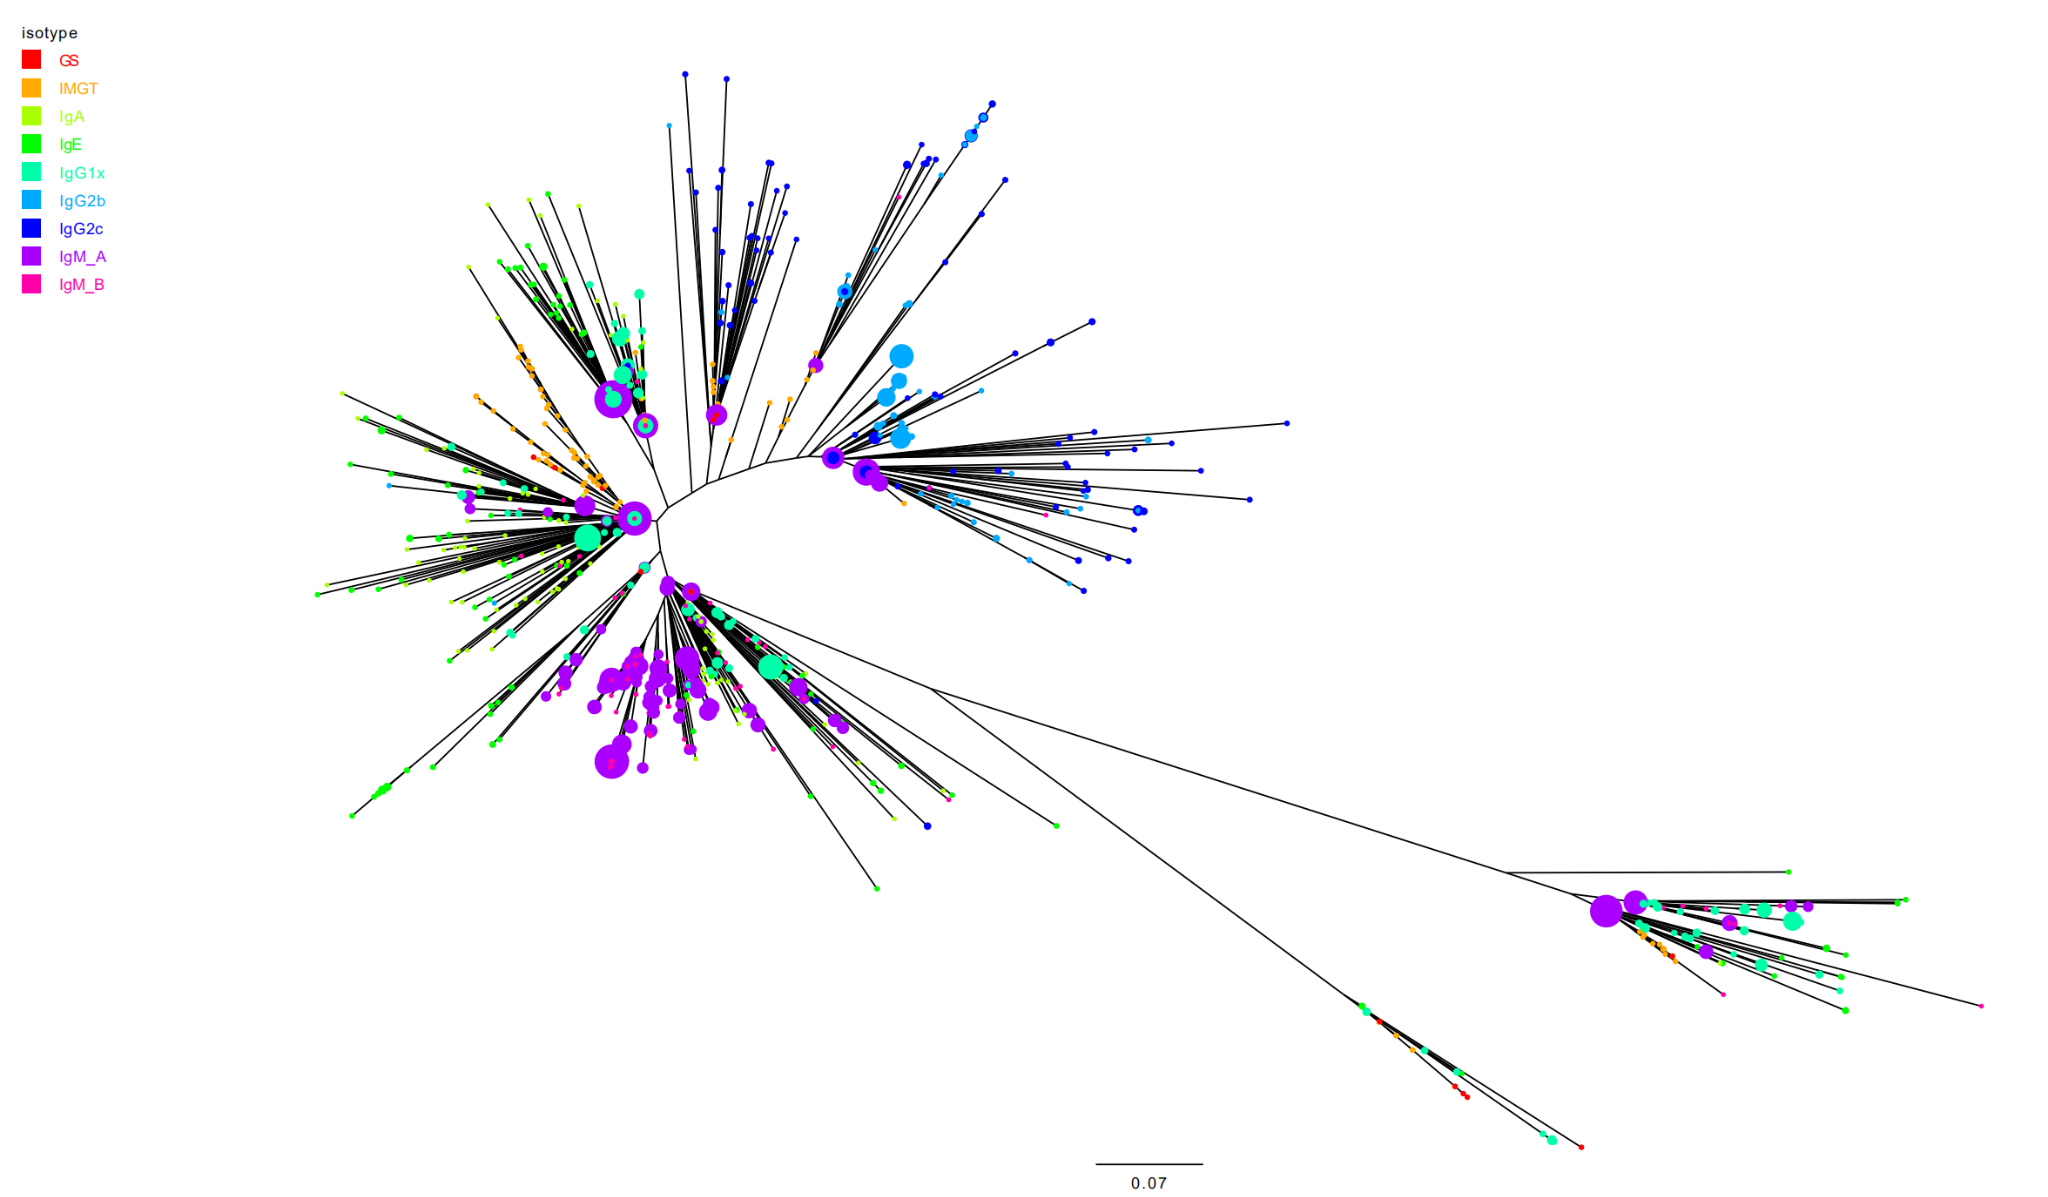 isotype
GS
IMGT
IgA
IgE
IgG1x
IgG2b
IgG2c
IgM_A
IgM_B
0.07